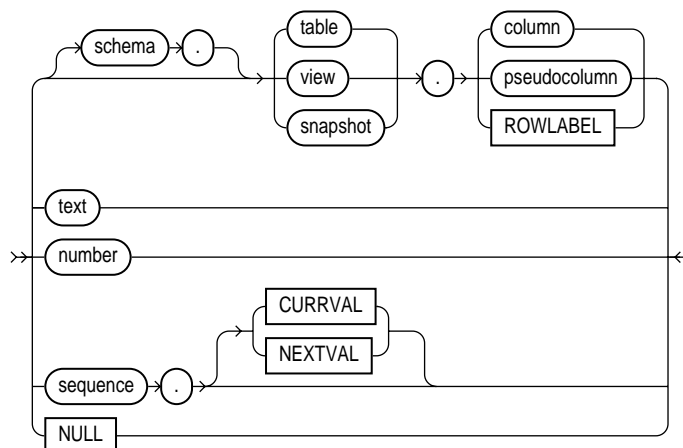 table column
schema .
view . pseudocolumn
snapshot ROWLABEL
text
number
CURRVAL
NEXTVAL
sequence .
NULL